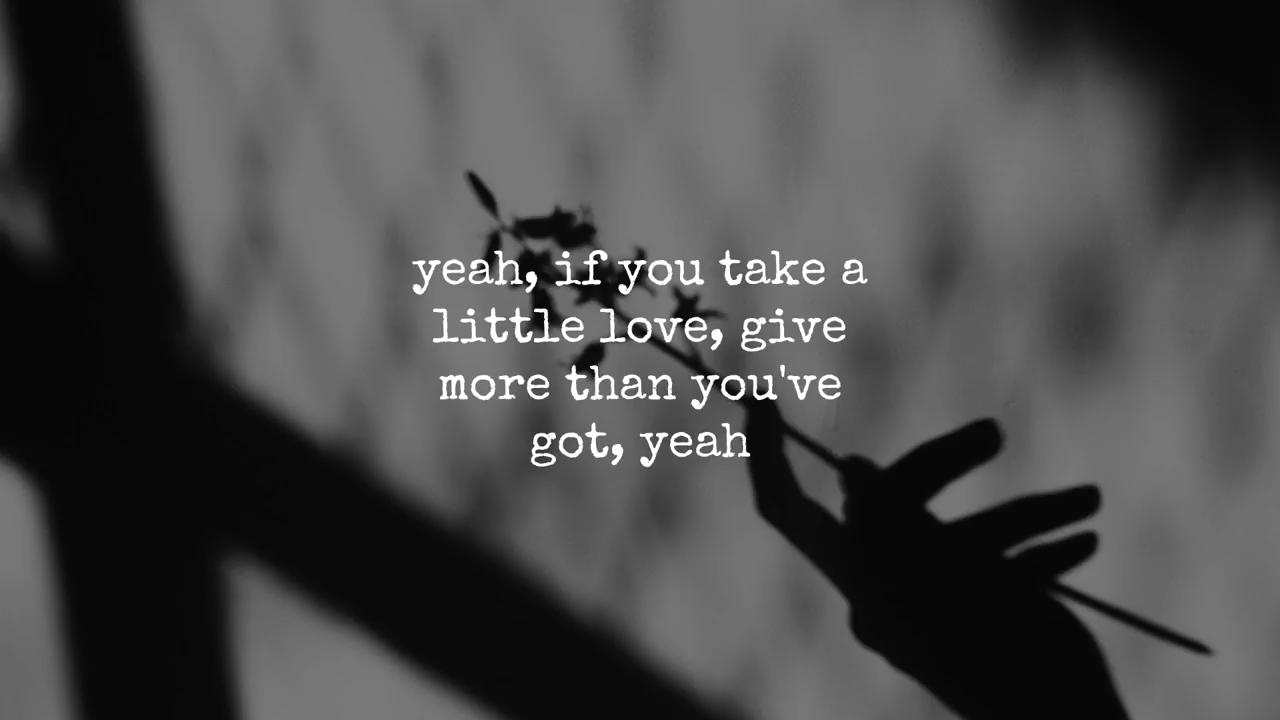 yeah, if you take a
little love, give
more than you've
got, yeah